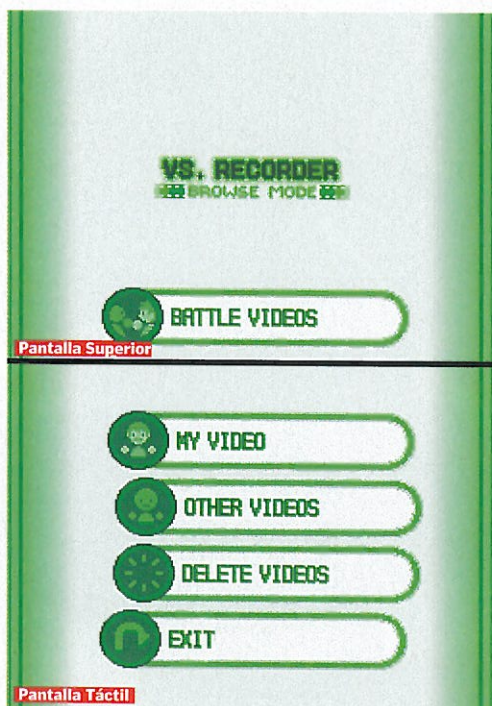 VS. RECORDER
BROWSE MODE
BATTLE VIDEOS
Pantalla Superior
MY VIDEO
OTHER VIDEOS
DELETE VIDEOS
EXIT
Pantalla Táctil